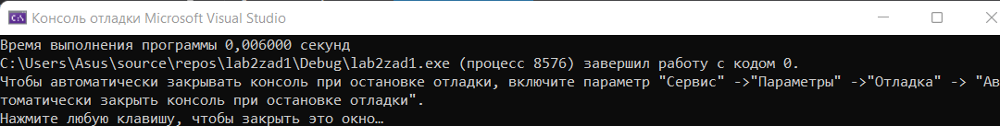 Консоль отладки Microsoft Visual Studio
Время выполнения программы 0,006000 секунд
C:\Users\Asus\source\repos\lab2zad1\Debug\lab2zad1.exe (процесс 8576) завершил работу с кодом 0.
Чтобы автоматически закрывать консоль при остановке отладки, включите параметр "Сервис" ->"Параметры" ->"Отладка" -> "Ав
томатически закрыть консоль при остановке отладки".
Нажмите любую клавишу, чтобы закрыть это окно…